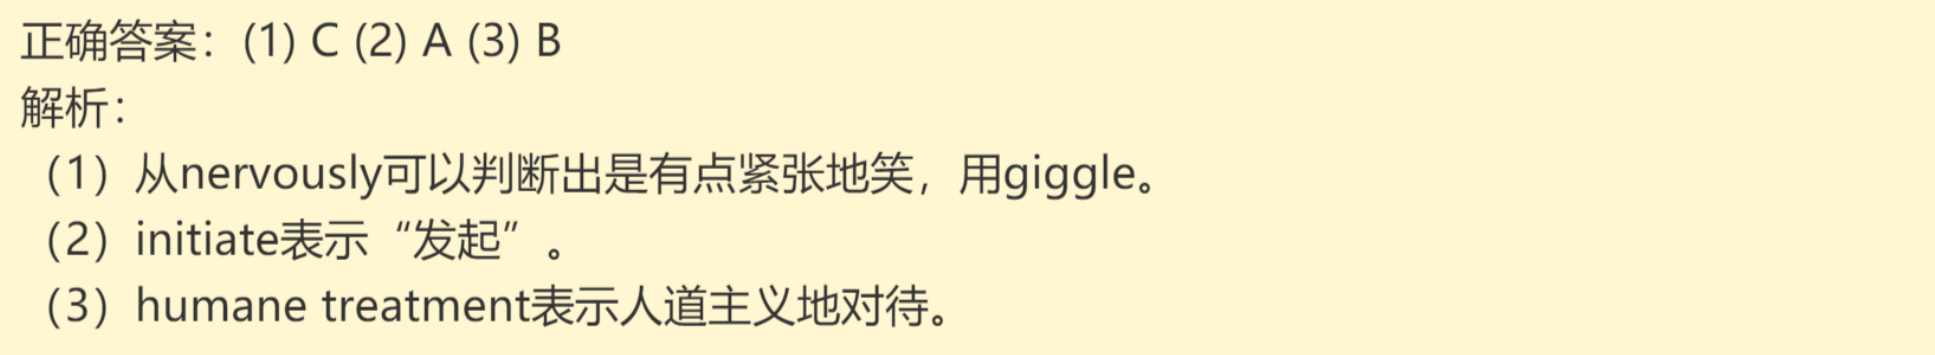 正确答案：(1) C (2) A (3) B
解析：
（1）从nervously可以判断出是有点紧张地笑，用giggle。
（2）initiate表示“发起”。
（3）humane treatment表示人道主义地对待。